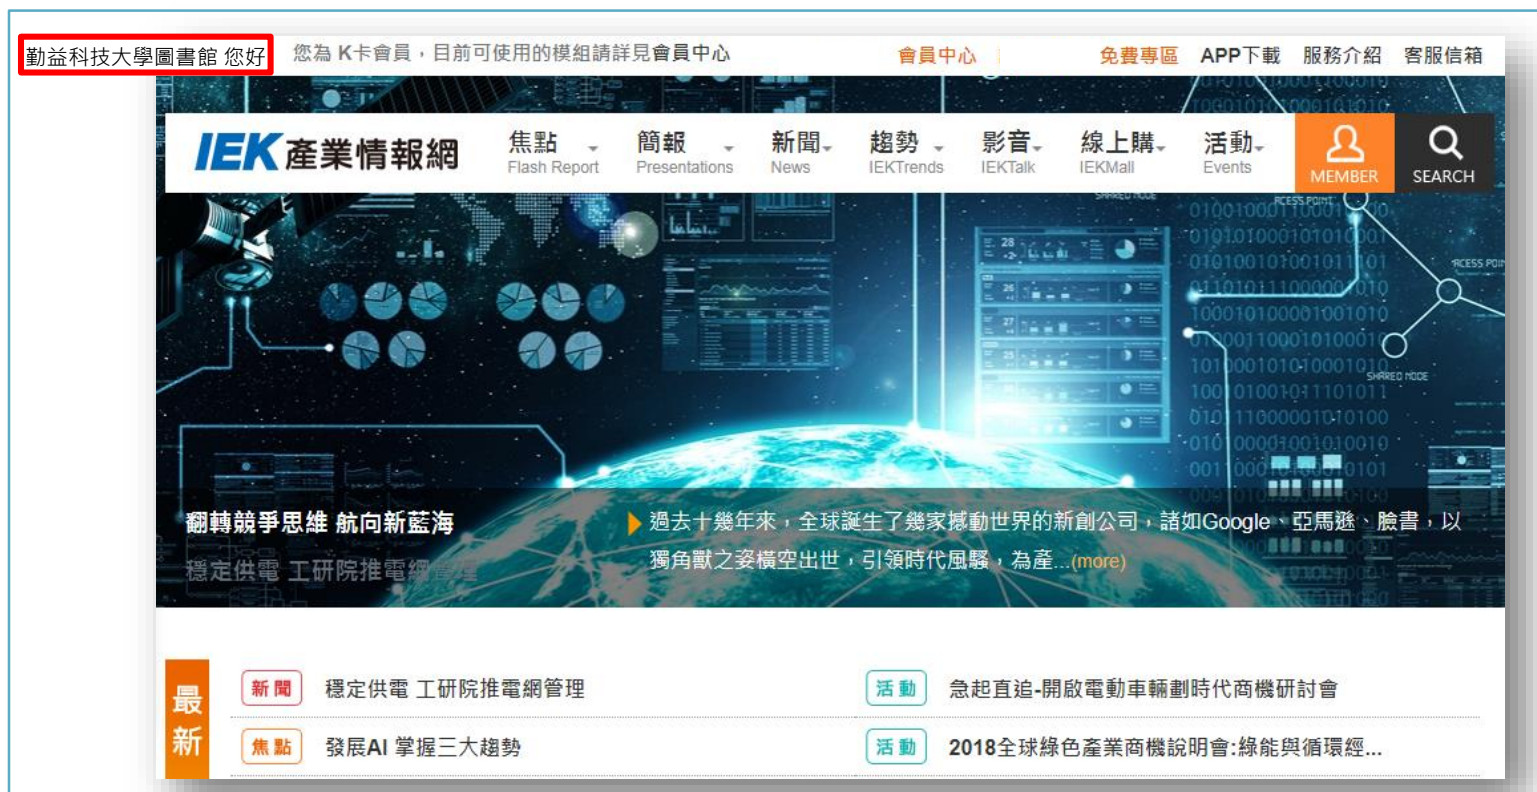 勤益科技大學圖書館 您好
您為 K卡會員，目前可使用的模組請詳見會員中心
會員中心
免費專區 APP下載 服務介紹 客服信箱
IEK產業情報網
焦點 簡報 新聞 趨勢 影音 線上購 活動
Flash Report Presentations News IEKTrends IEKTalk IEKMall Events
MEMBER SEARCH
翻轉競爭思維 航向新藍海
穩定供電 工研院推電網管理
過去十幾年來，全球誕生了幾家撼動世界的新創公司，諸如Google、亞馬遜、臉書，以
獨角獸之姿橫空出世，引領時代風騷，為產...(more)
最新
新聞 穩定供電 工研院推電網管理
活動 急起直追-開啟電動車輛劃時代商機研討會
焦點 發展AI 掌握三大趨勢
活動 2018全球綠色產業商機說明會:綠能與循環經...